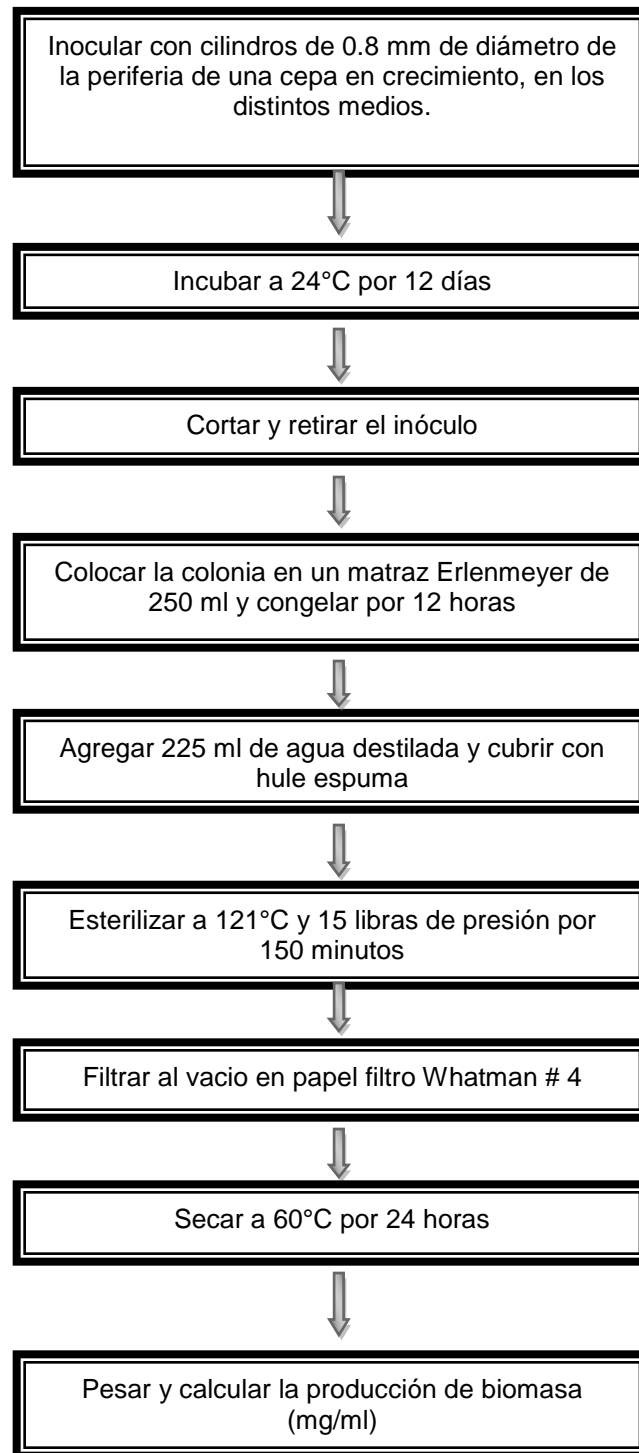 Inocular con cilindros de 0.8 mm de diámetro de
la periferia de una cepa en crecimiento, en los
distintos medios.
Incubar a 24°C por 12 días
Cortar y retirar el inóculo
Colocar la colonia en un matraz Erlenmeyer de
250 ml y congelar por 12 horas
Agregar 225 ml de agua destilada y cubrir con
hule espuma
Esterilizar a 121°C y 15 libras de presión por
150 minutos
Filtrar al vacio en papel filtro Whatman # 4
Secar a 60°C por 24 horas
Pesar y calcular la producción de biomasa
(mg/ml)